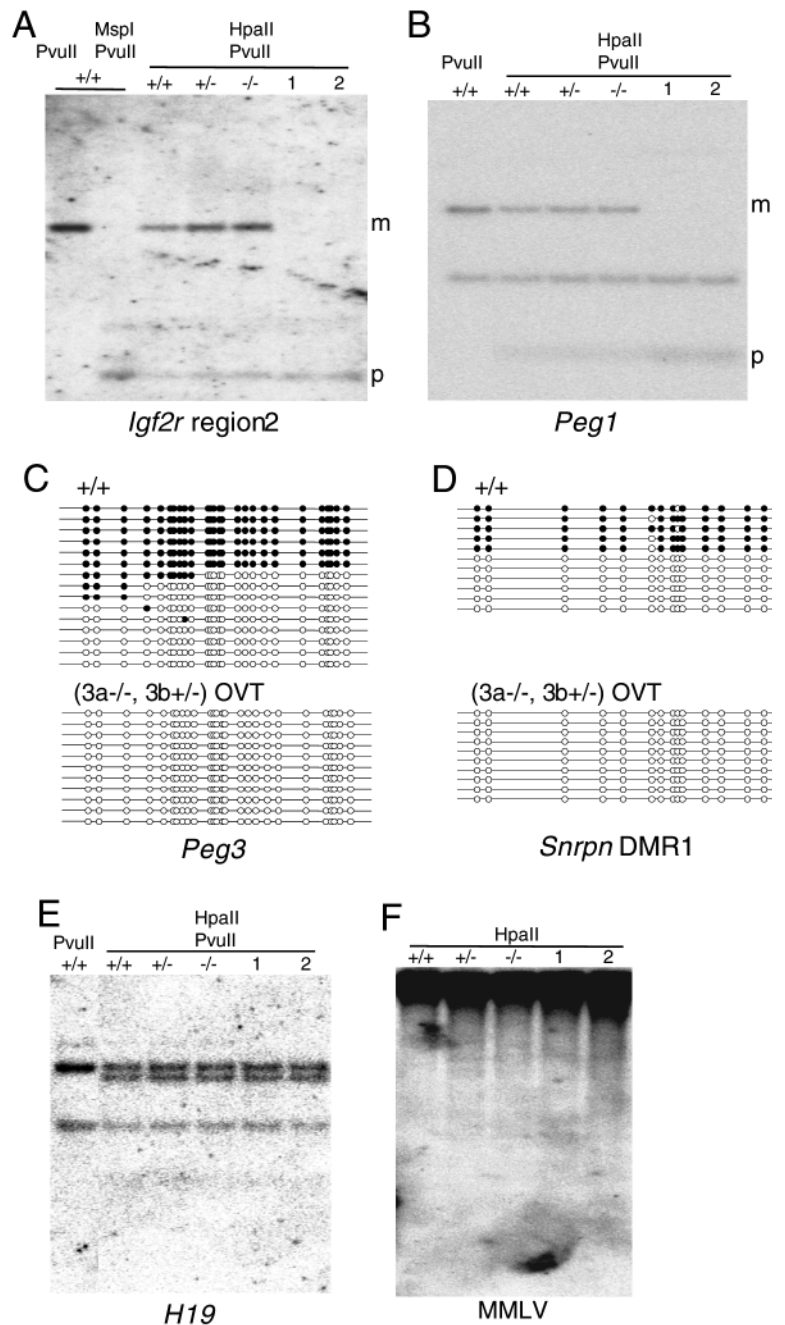 A
MspI HpaII
PvuII PvuII PvuII
+/+ +/+ +/- -/- 1 2
m
p
Igf2r region2
B
HpaII
PvuII PvuII
+/+ +/+ +/- -/- 1 2
m
p
Peg1
C
+/+
(3a-/-, 3b+/-) OVT
Peg3
D
+/+
(3a-/-, 3b+/-) OVT
Snrpn DMR1
E
HpaII
PvuII PvuII
+/+ +/+ +/- -/- 1 2
H19
F
HpaII
+/+ +/- -/- 1 2
MMLV